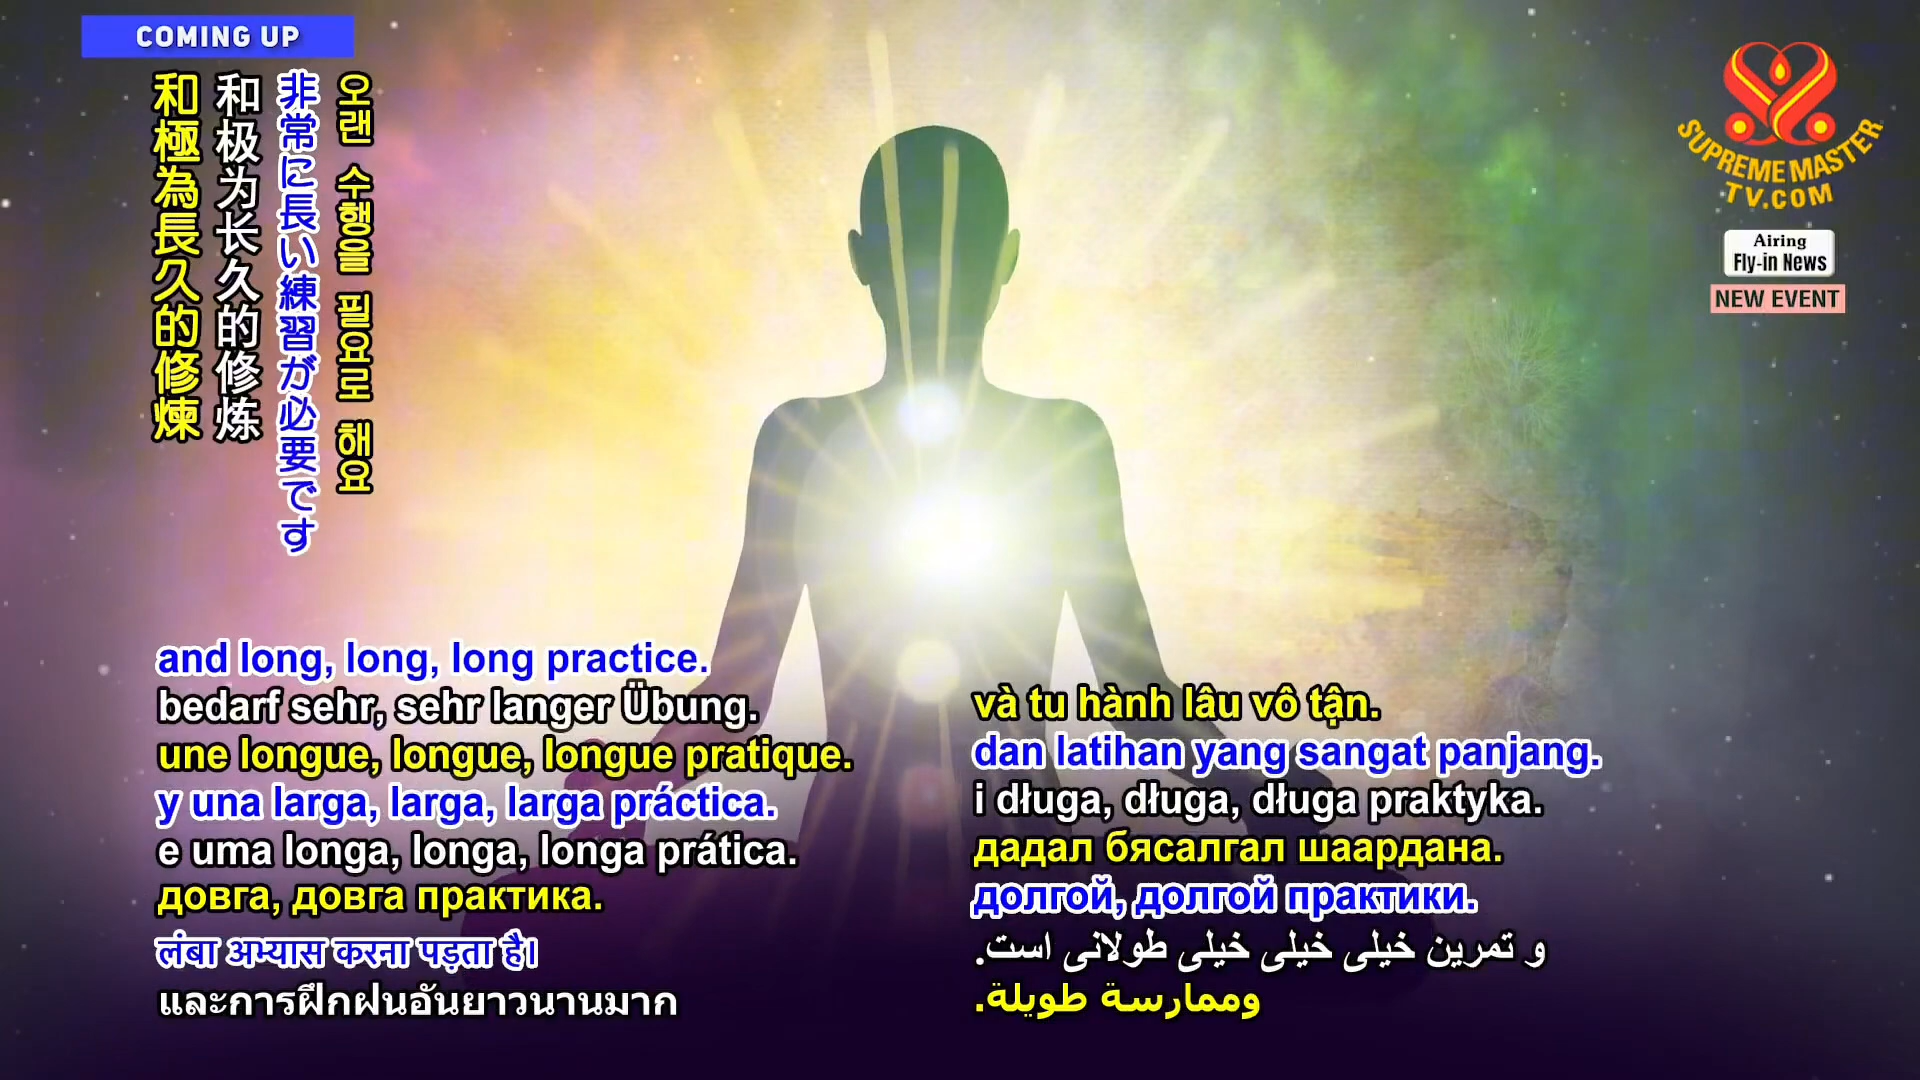 COMING UP
和極為長久的修煉
和极为长久的修炼
非常に長い練習が必要です
오랜 수행을 필요로 해요
SUPREME MASTER
TV.COM
Airing
Fly-in News
NEW EVENT
and long, long, long practice.
bedarf sehr, sehr langer Übung.
une longue, longue, longue pratique.
y una larga, larga, larga práctica.
e uma longa, longa, longa prática.
довга, довга практика.
लंबा अभ्यास करना पड़ता है।
และการฝึกฝนอันยาวนานมาก
và tu hành lâu vô tận.
dan latihan yang sangat panjang.
i długa, długa, długa praktyka.
дадал бясалгал шаардана.
долгой, долгой практики.
و تمرین خیلی خیلی خیلی طولانی است.
وممارسة طويلة.